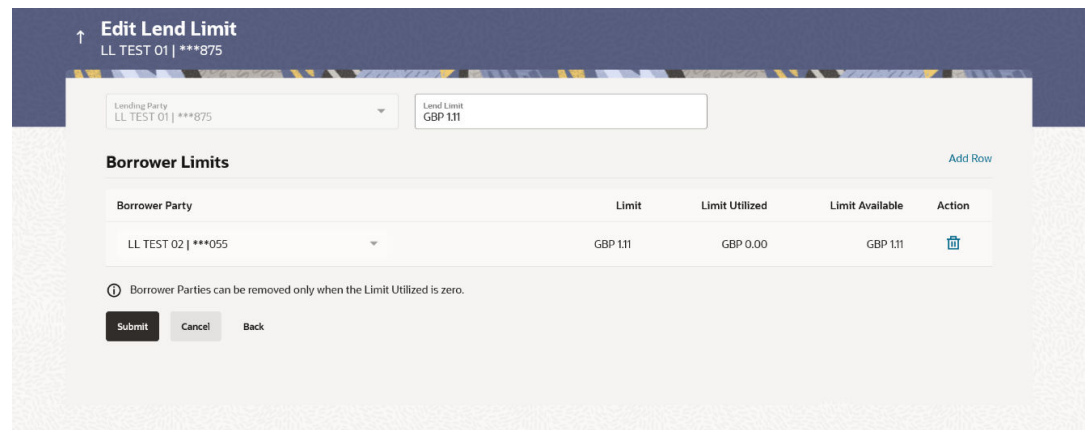 Edit Lend Limit
LL TEST 01 | ***875
Lending Party
LL TEST 01 | ***875
Lend Limit
GBP 1.11
Borrower Limits
Add Row
Borrower Party Limit Limit Utilized Limit Available Action
LL TEST 02 | ***055 GBP 1.11 GBP 0.00 GBP 1.11
Borrower Parties can be removed only when the Limit Utilized is zero.
Submit Cancel Back